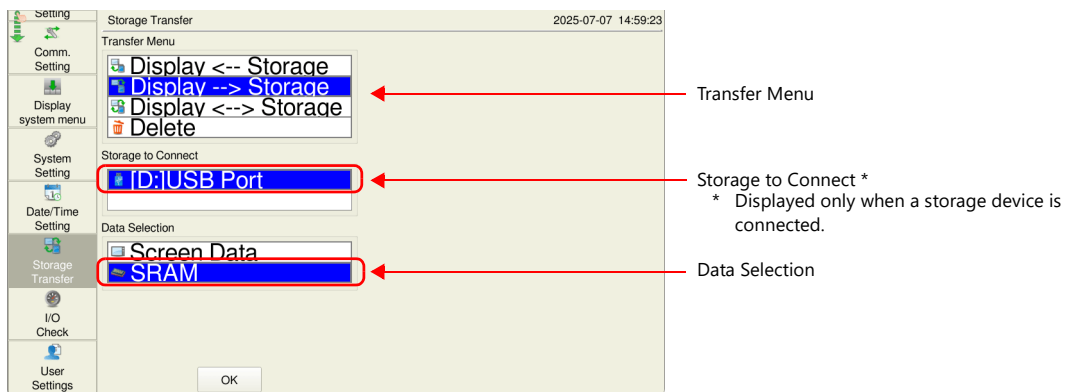 Setting
Storage Transfer
2025-07-07 14:59:23
Comm.
Setting
Display
system menu
System
Setting
Date/Time
Setting
Storage
Transfer
I/O
Check
User
Settings
Transfer Menu
Display <-- Storage
Display --> Storage
Display <--> Storage
Delete
Storage to Connect
[D:]USB Port
Data Selection
Screen Data
SRAM
OK
Transfer Menu
Storage to Connect *
* Displayed only when a storage device is
connected.
Data Selection